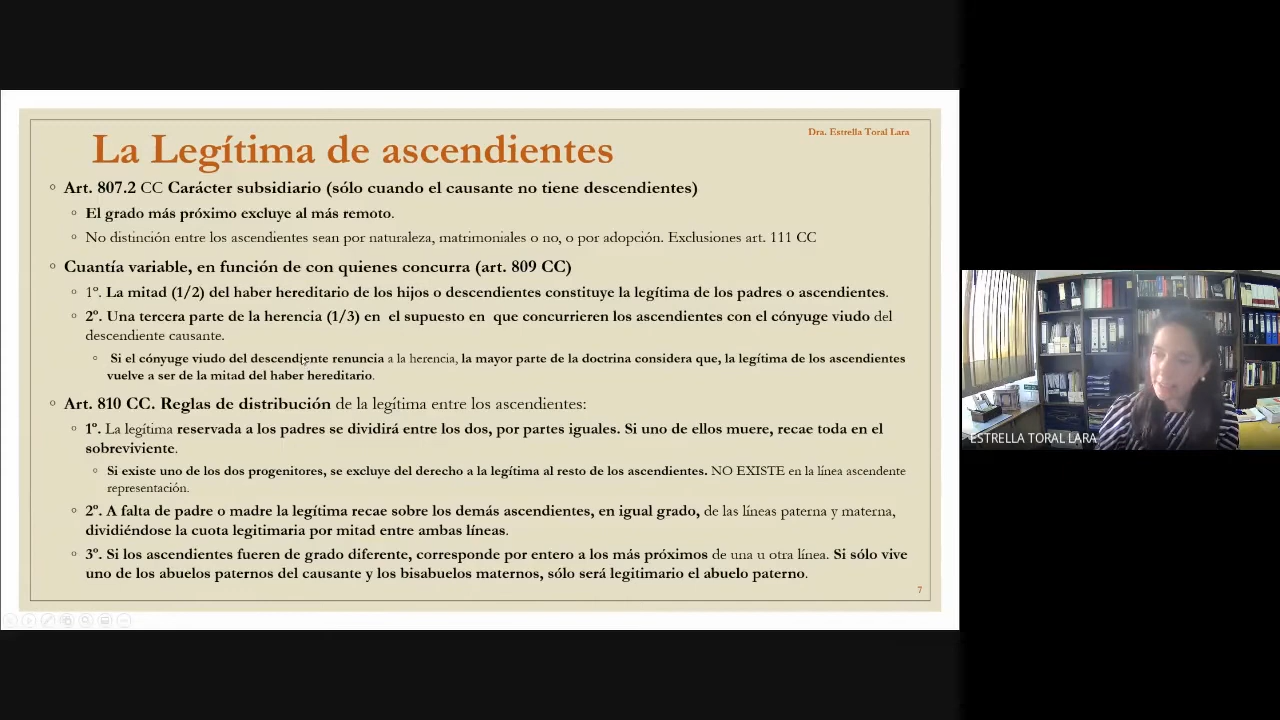 Dra. Estrella Toral Lara
La Legítima de ascendientes
Art. 807.2 CC Carácter subsidiario (sólo cuando el causante no tiene descendientes)
El grado más próximo excluye al más remoto.
No distinción entre los ascendientes sean por naturaleza, matrimoniales o no, o por adopción. Exclusiones art. 111 CC
Cuantía variable, en función de con quienes concurra (art. 809 CC)
1º. La mitad (1/2) del haber hereditario de los hijos o descendientes constituye la legítima de los padres o ascendientes.
2º. Una tercera parte de la herencia (1/3) en el supuesto en que concurrieren los ascendientes con el cónyuge viudo del
descendiente causante.
Si el cónyuge viudo del descendiente renuncia a la herencia, la mayor parte de la doctrina considera que, la legítima de los ascendientes
vuelve a ser de la mitad del haber hereditario.
Art. 810 CC. Reglas de distribución de la legítima entre los ascendientes:
1º. La legítima reservada a los padres se dividirá entre los dos, por partes iguales. Si uno de ellos muere, recae toda en el
sobreviviente.
Si existe uno de los dos progenitores, se excluye del derecho a la legítima al resto de los ascendientes. NO EXISTE en la línea ascendente
representación.
2º. A falta de padre o madre la legítima recae sobre los demás ascendientes, en igual grado, de las líneas paterna y materna,
dividiéndose la cuota legitimaria por mitad entre ambas líneas.
3º. Si los ascendientes fueren de grado diferente, corresponde por entero a los más próximos de una u otra línea. Si sólo vive
uno de los abuelos paternos del causante y los bisabuelos maternos, sólo será legitimario el abuelo paterno.
7
ESTRELLA TORAL LARA